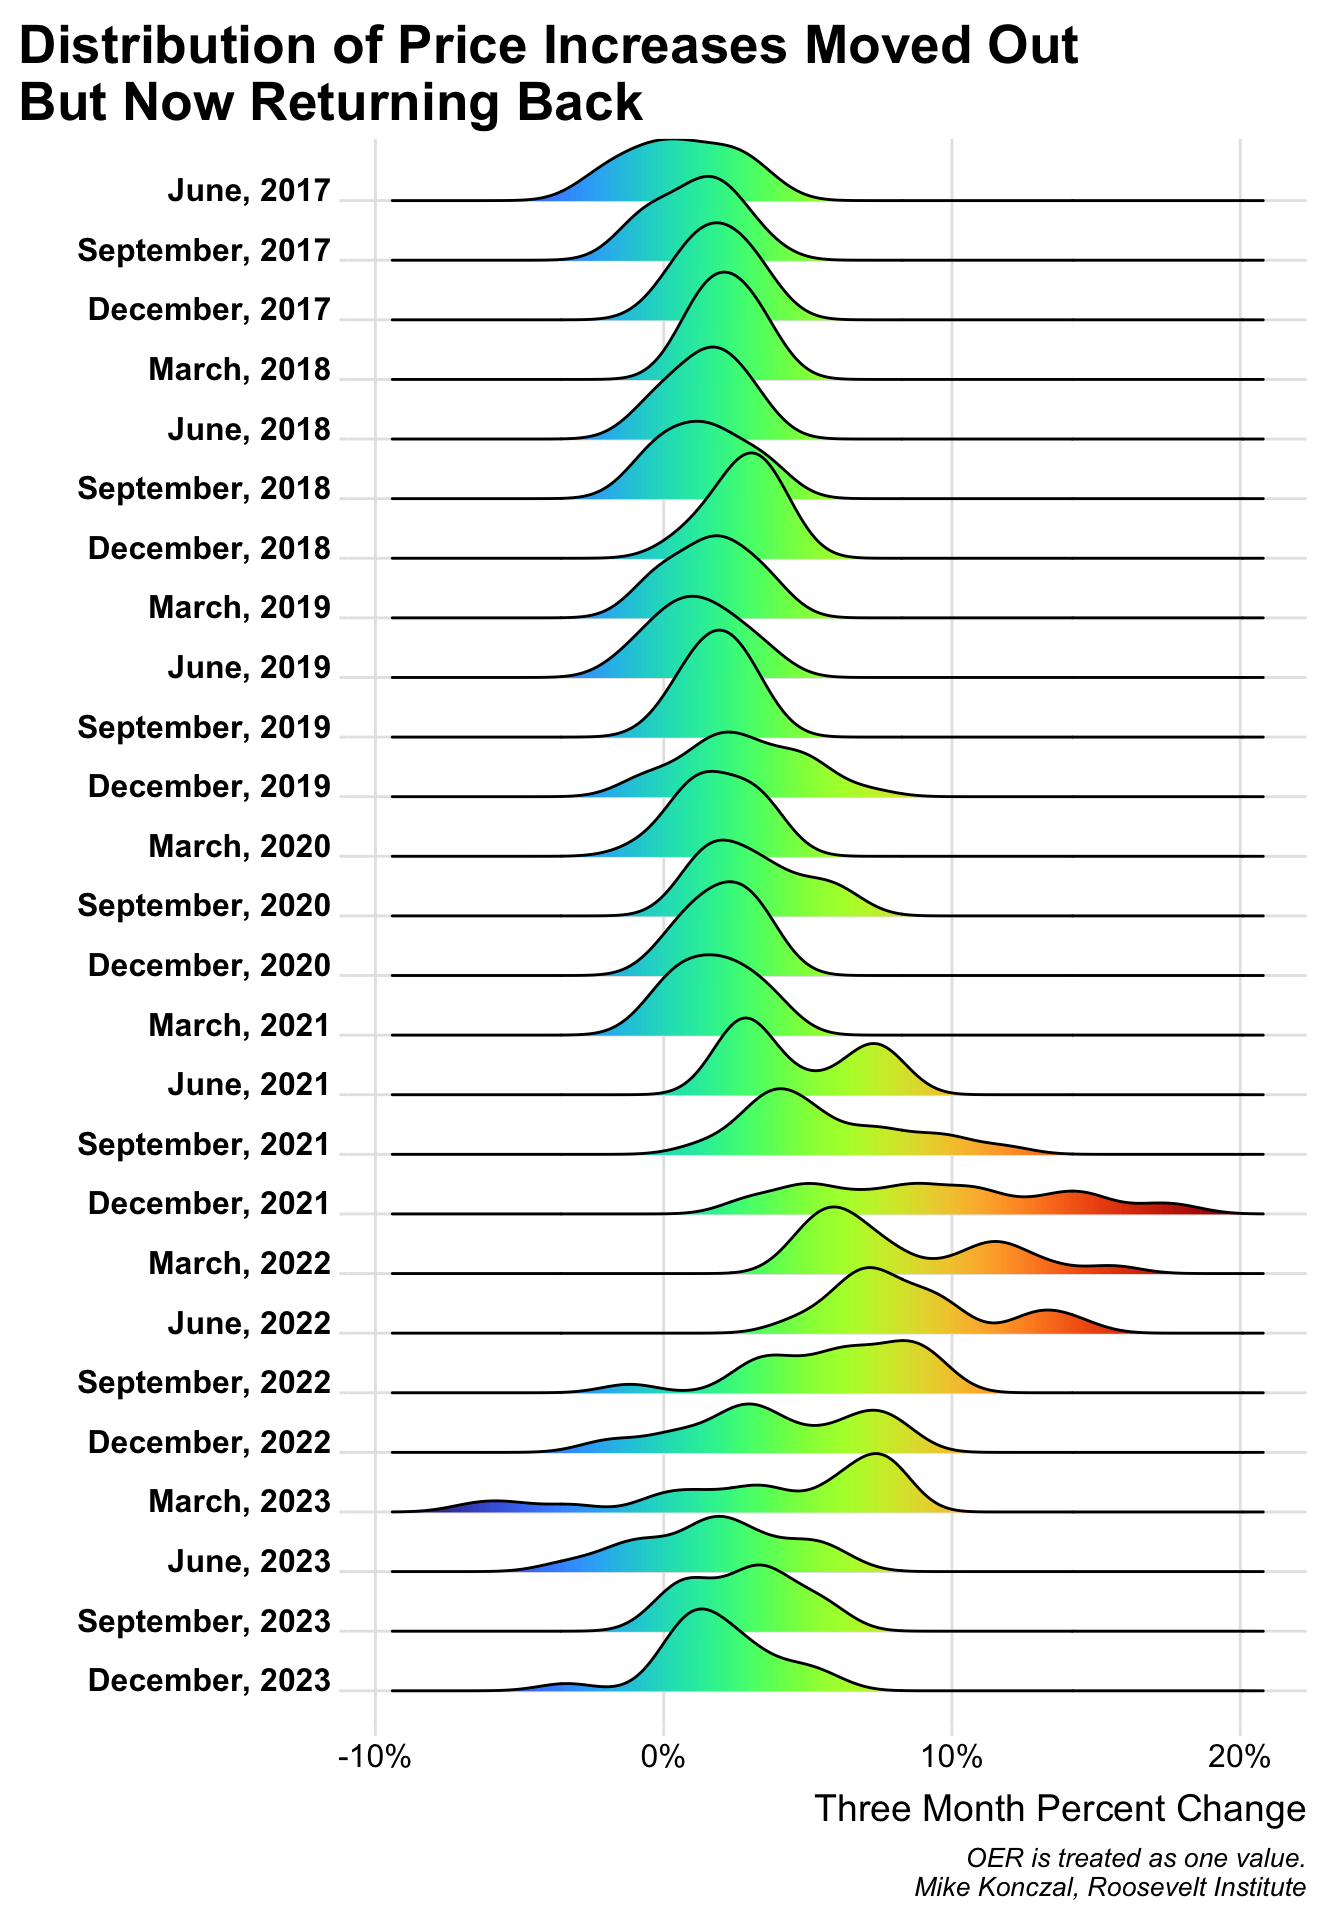 Distribution of Price Increases Moved Out
But Now Returning Back
June, 2017
September, 2017
December, 2017
March, 2018
June, 2018
September, 2018
December, 2018
March, 2019
June, 2019
September, 2019
December, 2019
March, 2020
September, 2020
December, 2020
March, 2021
June, 2021
September, 2021
December, 2021
March, 2022
June, 2022
September, 2022
December, 2022
March, 2023
June, 2023
September, 2023
December, 2023
-10% 0% 10% 20%
Three Month Percent Change
OER is treated as one value.
Mike Konczal, Roosevelt Institute